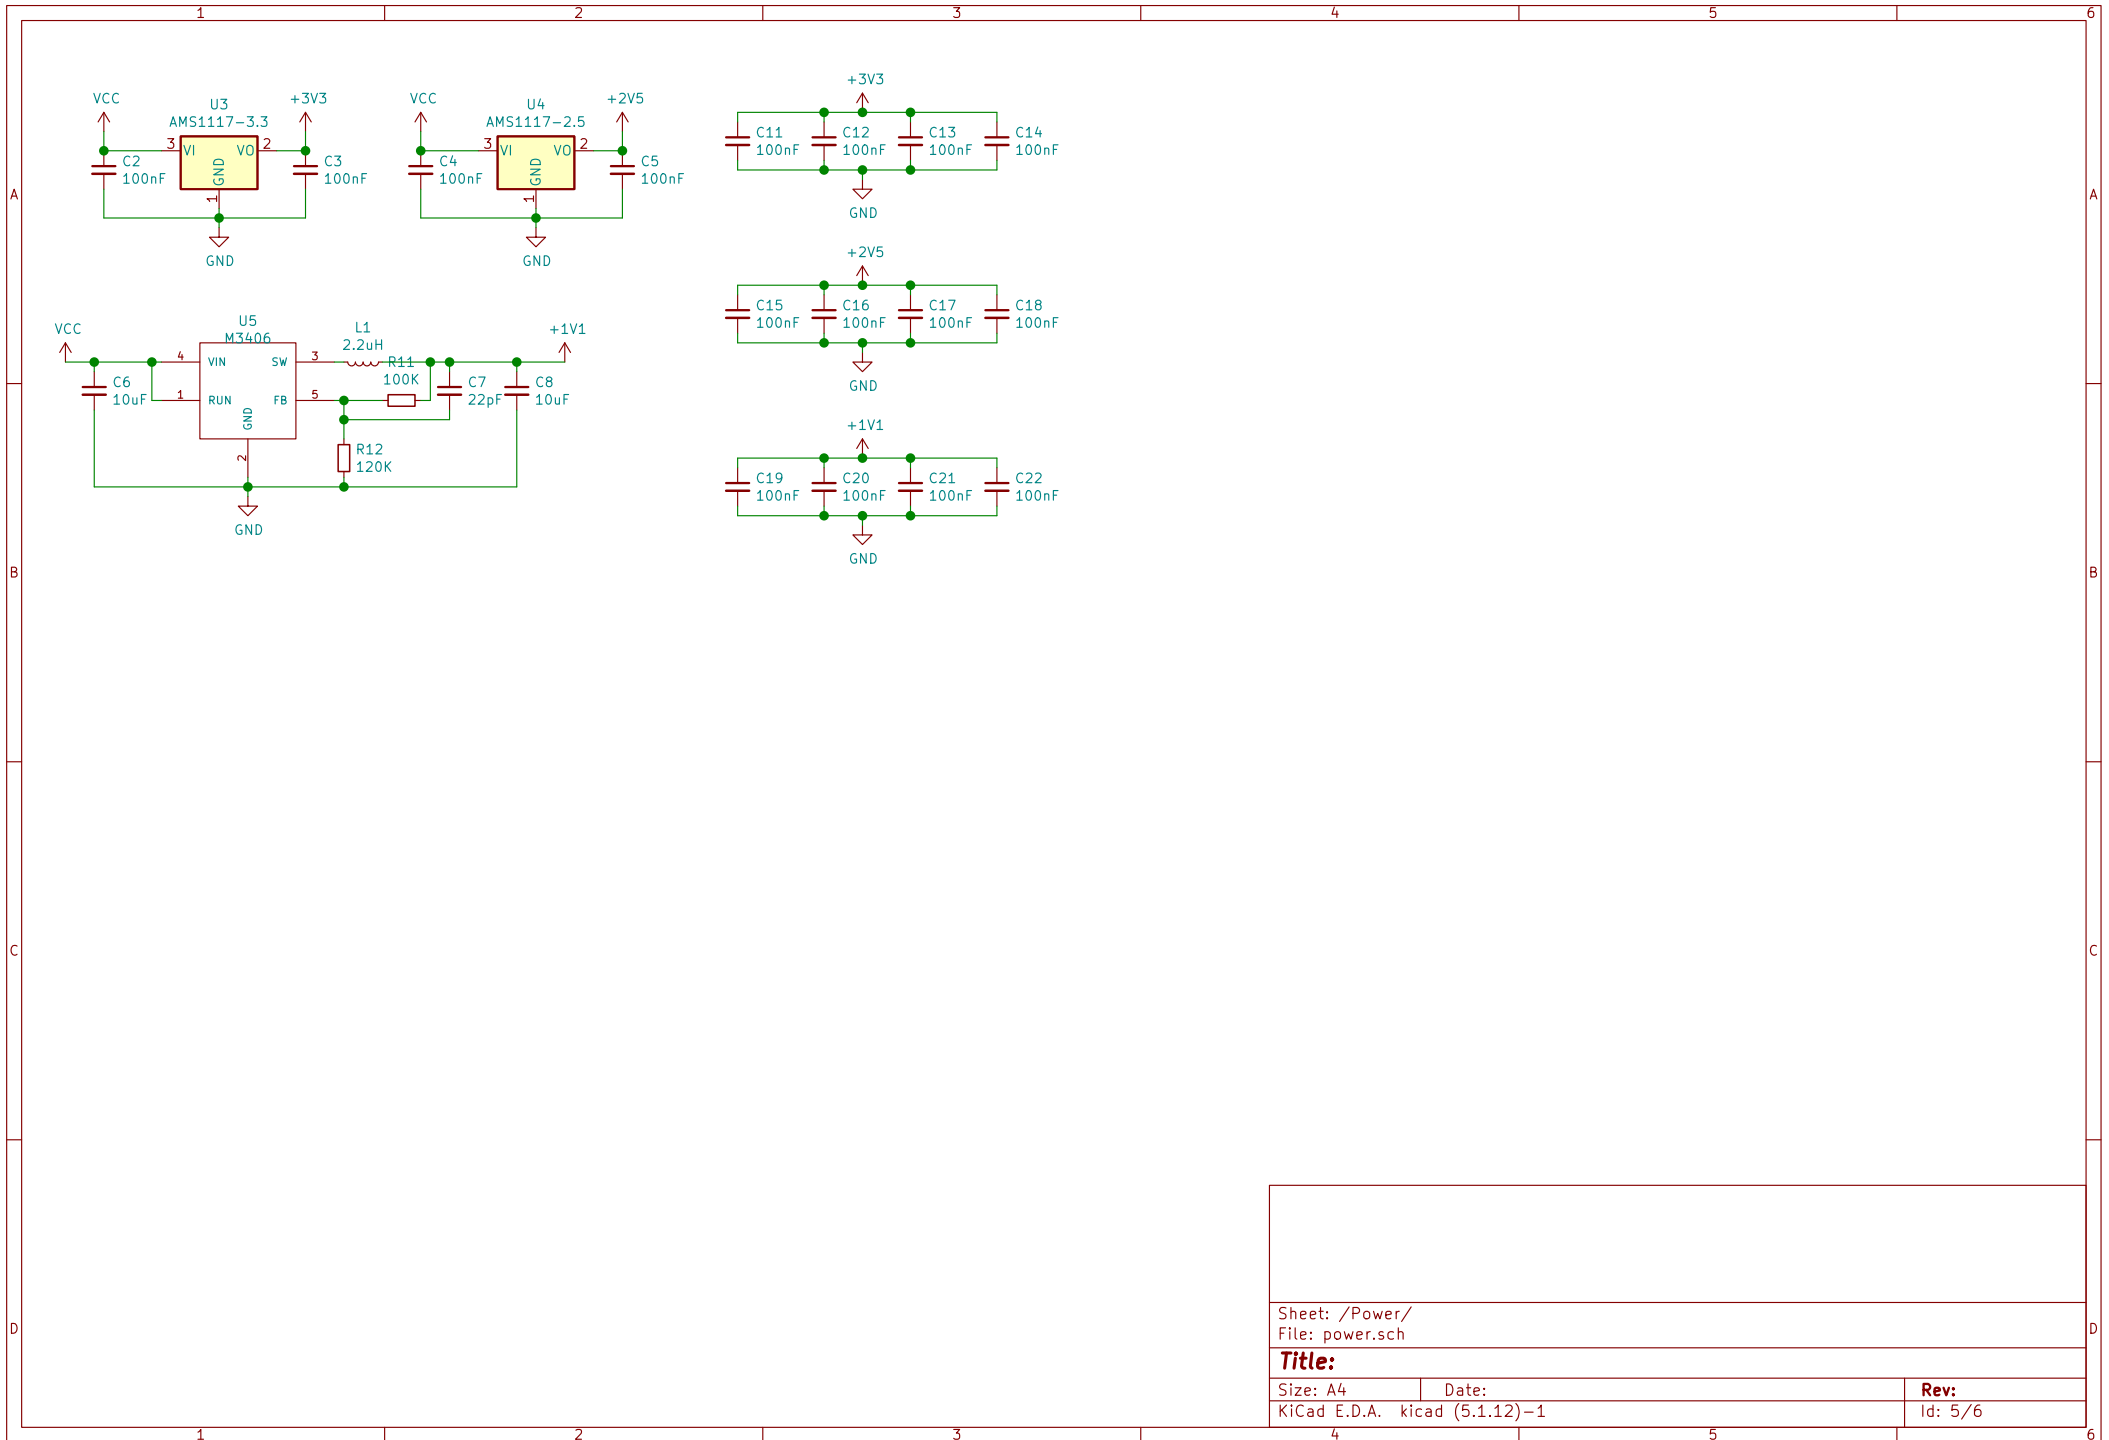 1 2 3 4 5 6
A
B
C
D
A
B
C
D
1 2 3 4 5 6
VCC
U3
AMS1117-3.3
+3V3
3
VI
VO
2
GND
1
C2
100nF
C3
100nF
GND
VCC
U4
AMS1117-2.5
+2V5
3
VI
VO
2
GND
1
C4
100nF
C5
100nF
GND
+3V3
C11
100nF
C12
100nF
C13
100nF
C14
100nF
GND
+2V5
C15
100nF
C16
100nF
C17
100nF
C18
100nF
GND
VCC
U5
M3406
4
VIN
SW
3
1
RUN
FB
5
GND
2
L1
2.2uH
R11
100K
+1V1
C6
10uF
C7
22pF
C8
10uF
R12
120K
GND
+1V1
C19
100nF
C20
100nF
C21
100nF
C22
100nF
GND
Sheet: /Power/
File: power.sch
Title:
Size: A4
Date:
Rev:
KiCad E.D.A. kicad (5.1.12)-1
Id: 5/6